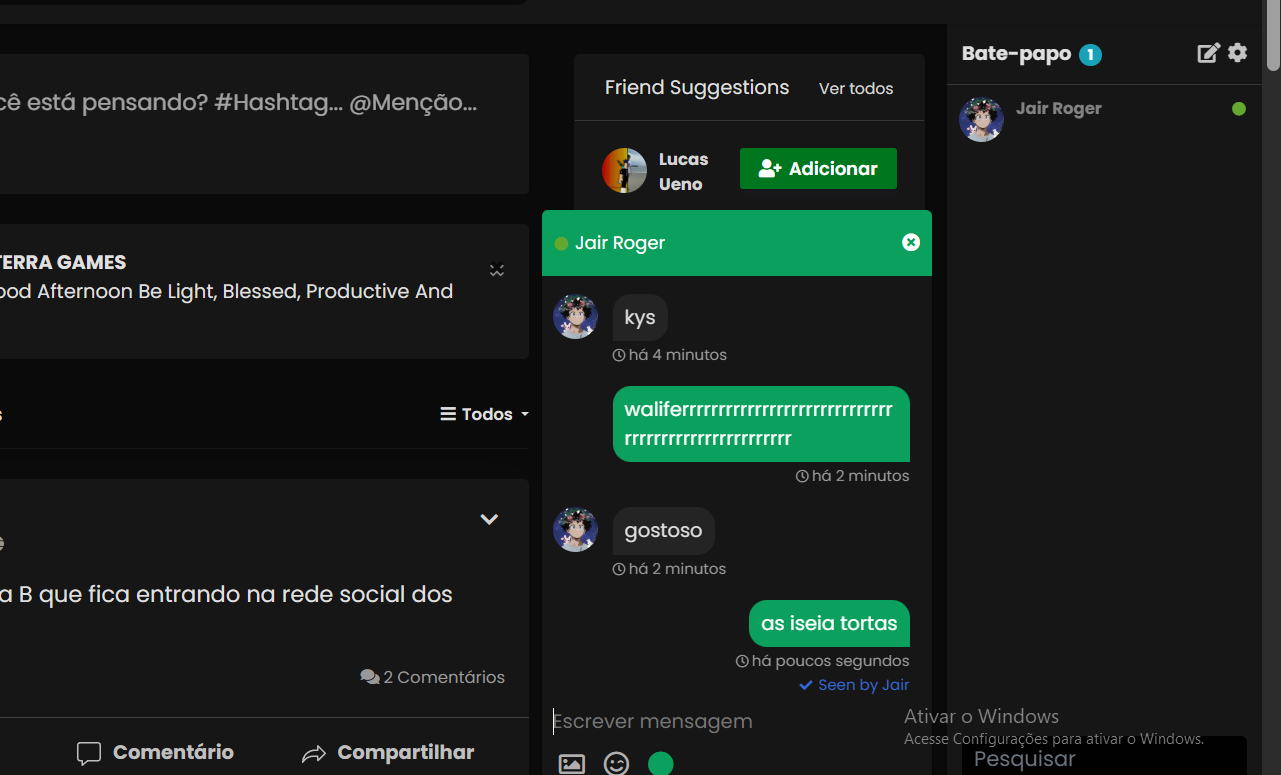 cê está pensando? #Hashtag... @Menção...
TERRA GAMES
ood Afternoon Be Light, Blessed, Productive And
s
Todos
a B que fica entrando na rede social dos
2 Comentários
Comentário
Compartilhar
Friend Suggestions
Ver todos
Lucas
Ueno
Adicionar
Jair Roger
kys
há 4 minutos
waliferrrrrrrrrrrrrrrrrrrrrrrrrrrrrr
rrrrrrrrrrrrrrrrrrrrrrr
há 2 minutos
gostoso
há 2 minutos
as iseia tortas
há poucos segundos
Seen by Jair
Escrever mensagem
Bate-papo 1
Jair Roger
Ativar o Windows
Acesse Configurações para ativar o Windows.
Pesquisar